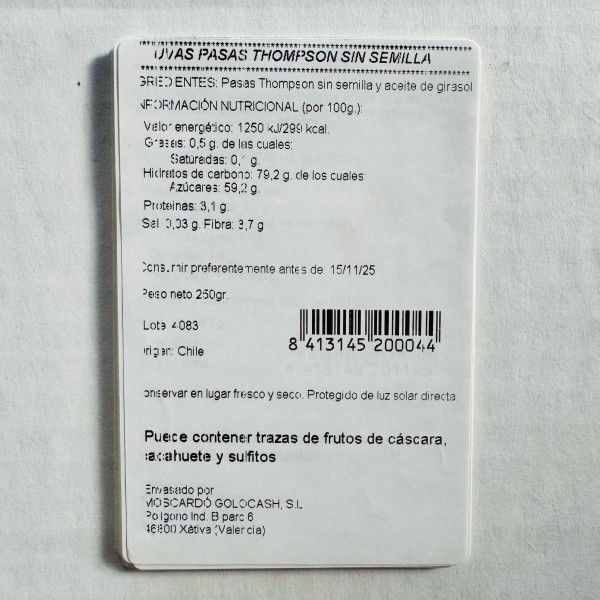 UVAS PASAS THOMPSON SIN SEMILLA
GREDIENTES: Pasas Thompson sin semilla y aceite de girasol
NFORMACIÓN NUTRICIONAL (por 100g.):
Valor energético: 1250 kJ/299 kcal.
Grasas: 0,5 g. de las cuales:
Saturadas: 0,1 g.
Hidratos de carbono: 79,2 g. de los cuales:
Azúcares: 59,2 g.
Proteinas: 3,1 g.
Sal: 0,03 g. Fibra: 3,7 g
Consumir preferentemente antes de: 15/11/25
Peso neto 250gr.
Lote 4083
8 413145 200044
rigen: Chile
onservar en lugar fresco y seco. Protegido de luz solar directa
Puede contener trazas de frutos de cáscara,
cacahuete y sulfitos
Envasado por
MOSCARDÓ GOLOCASH, S.L.
Poligono Ind. B parc 6
46800 Xàtiva (Valencia)